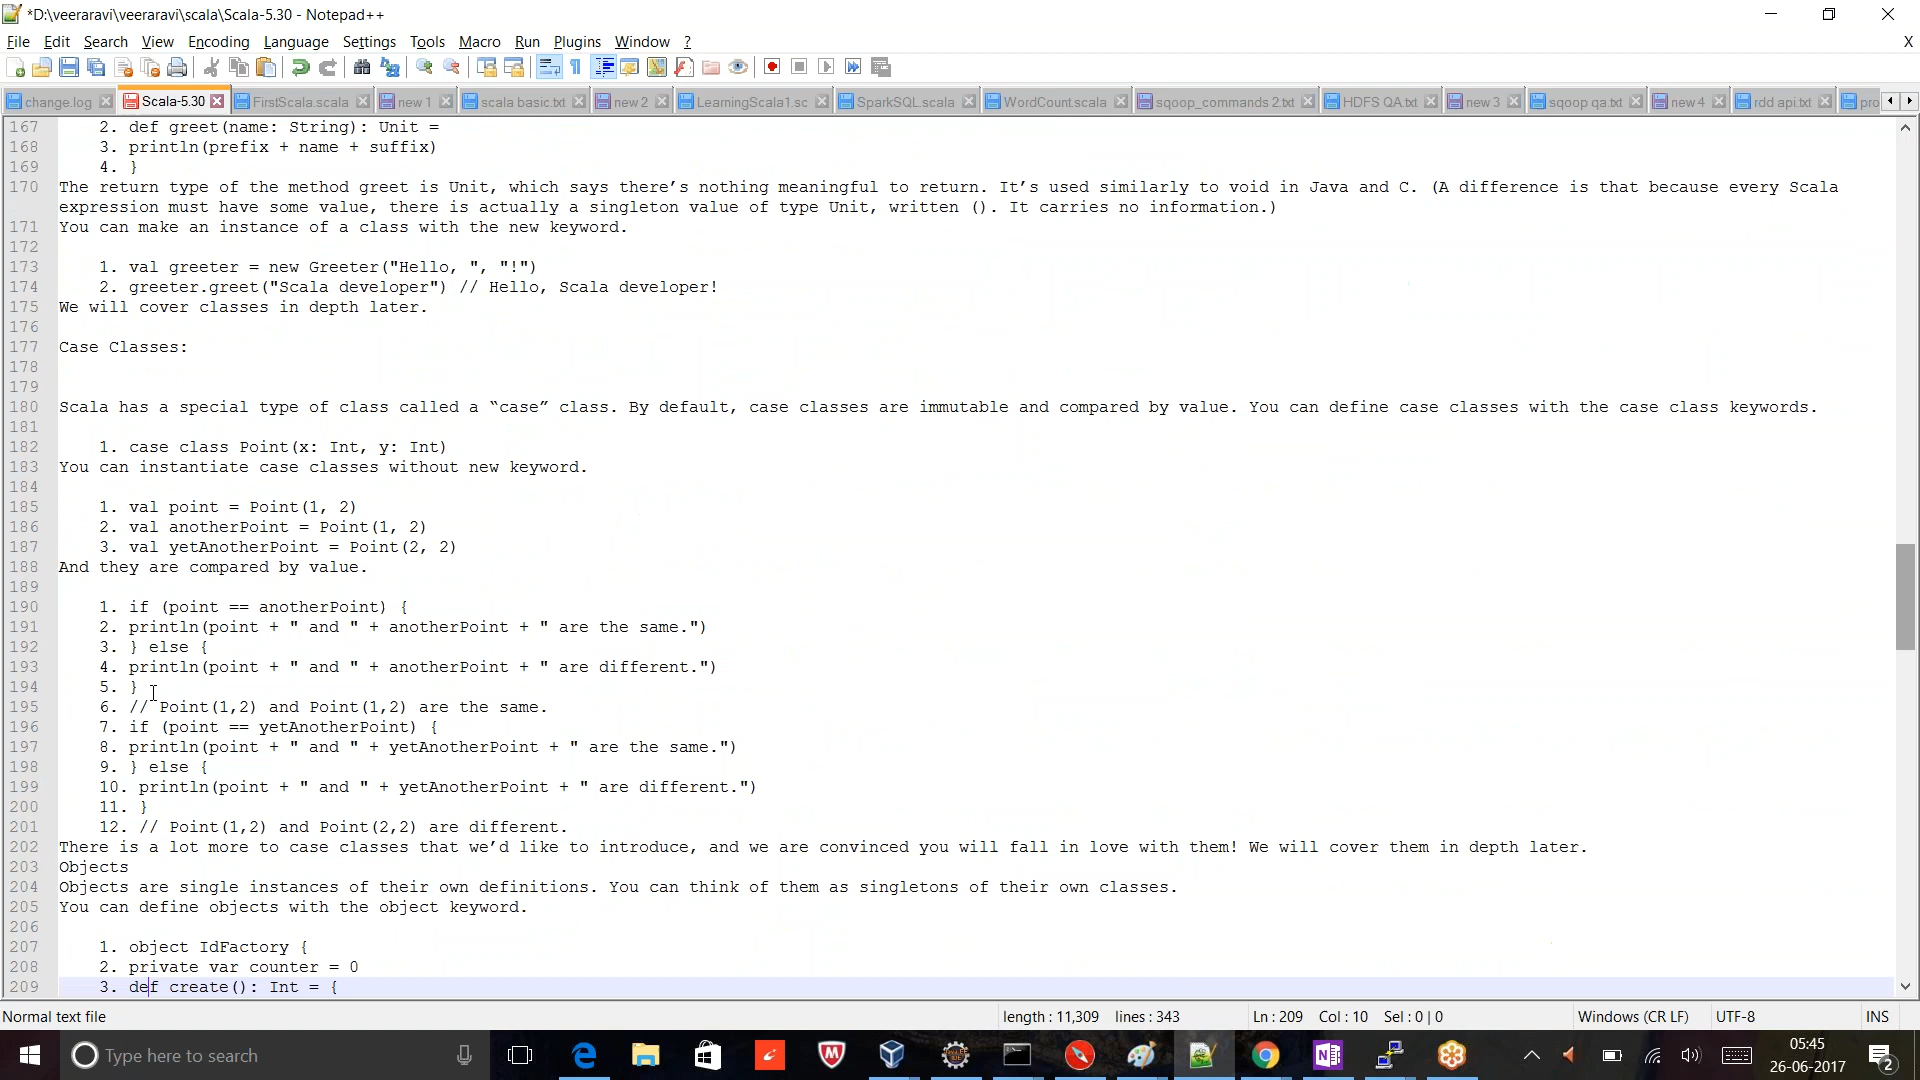 *D:\veeraravi\veeraravi\scala\Scala-5.30 - Notepad++
File Edit Search View Encoding Language Settings Tools Macro Run Plugins Window ? X
change.log Scala-5.30 FirstScala.scala new 1 scala basic.txt new 2 LearningScala1.sc SparkSQL.scala WordCount.scala sqoop_commands 2.txt HDFS QA.txt new 3 sqoop qa.txt new 4 rdd api.txt pro
167 2. def greet(name: String): Unit =
168 3. println(prefix + name + suffix)
169 4. }
170 The return type of the method greet is Unit, which says there’s nothing meaningful to return. It’s used similarly to void in Java and C. (A difference is that because every Scala
expression must have some value, there is actually a singleton value of type Unit, written (). It carries no information.)
171 You can make an instance of a class with the new keyword.
172
173 1. val greeter = new Greeter("Hello, ", "!")
174 2. greeter.greet("Scala developer") // Hello, Scala developer!
175 We will cover classes in depth later.
176
177 Case Classes:
178
179
180 Scala has a special type of class called a “case” class. By default, case classes are immutable and compared by value. You can define case classes with the case class keywords.
181
182 1. case class Point(x: Int, y: Int)
183 You can instantiate case classes without new keyword.
184
185 1. val point = Point(1, 2)
186 2. val anotherPoint = Point(1, 2)
187 3. val yetAnotherPoint = Point(2, 2)
188 And they are compared by value.
189
190 1. if (point == anotherPoint) {
191 2. println(point + " and " + anotherPoint + " are the same.")
192 3. } else {
193 4. println(point + " and " + anotherPoint + " are different.")
194 5. }
195 6. // Point(1,2) and Point(1,2) are the same.
196 7. if (point == yetAnotherPoint) {
197 8. println(point + " and " + yetAnotherPoint + " are the same.")
198 9. } else {
199 10. println(point + " and " + yetAnotherPoint + " are different.")
200 11. }
201 12. // Point(1,2) and Point(2,2) are different.
202 There is a lot more to case classes that we’d like to introduce, and we are convinced you will fall in love with them! We will cover them in depth later.
203 Objects
204 Objects are single instances of their own definitions. You can think of them as singletons of their own classes.
205 You can define objects with the object keyword.
206
207 1. object IdFactory {
208 2. private var counter = 0
209 3. def create(): Int = {
Normal text file length : 11,309 lines : 343 Ln : 209 Col : 10 Sel : 0 | 0 Windows (CR LF) UTF-8 INS
Type here to search 05:45
26-06-2017 2